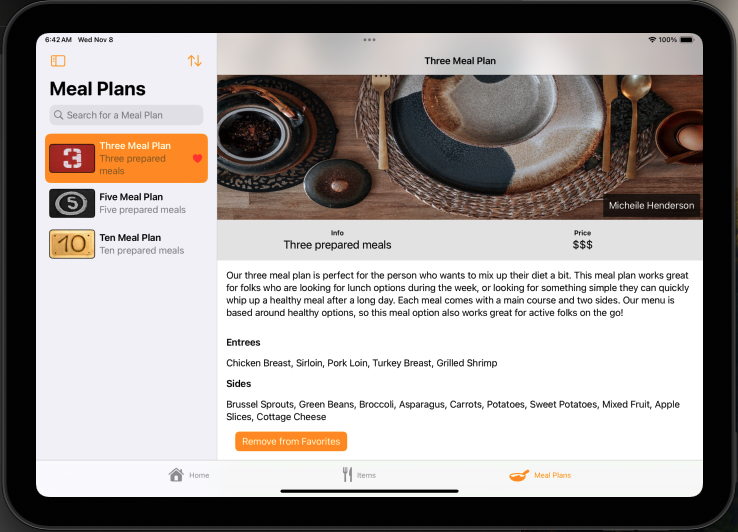 6:42 AM Wed Nov 8
100%
Meal Plans
Search for a Meal Plan
3
Three Meal Plan
Three prepared
meals
5
Five Meal Plan
Five prepared meals
10
Ten Meal Plan
Ten prepared meals
Three Meal Plan
Micheile Henderson
Info
Three prepared meals
Price
$$$
Our three meal plan is perfect for the person who wants to mix up their diet a bit. This meal plan works great
for folks who are looking for lunch options during the week, or looking for something simple they can quickly
whip up a healthy meal after a long day. Each meal comes with a main course and two sides. Our menu is
based around healthy options, so this meal option also works great for active folks on the go!
Entrees
Chicken Breast, Sirloin, Pork Loin, Turkey Breast, Grilled Shrimp
Sides
Brussel Sprouts, Green Beans, Broccoli, Asparagus, Carrots, Potatoes, Sweet Potatoes, Mixed Fruit, Apple
Slices, Cottage Cheese
Remove from Favorites
Home
Items
Meal Plans